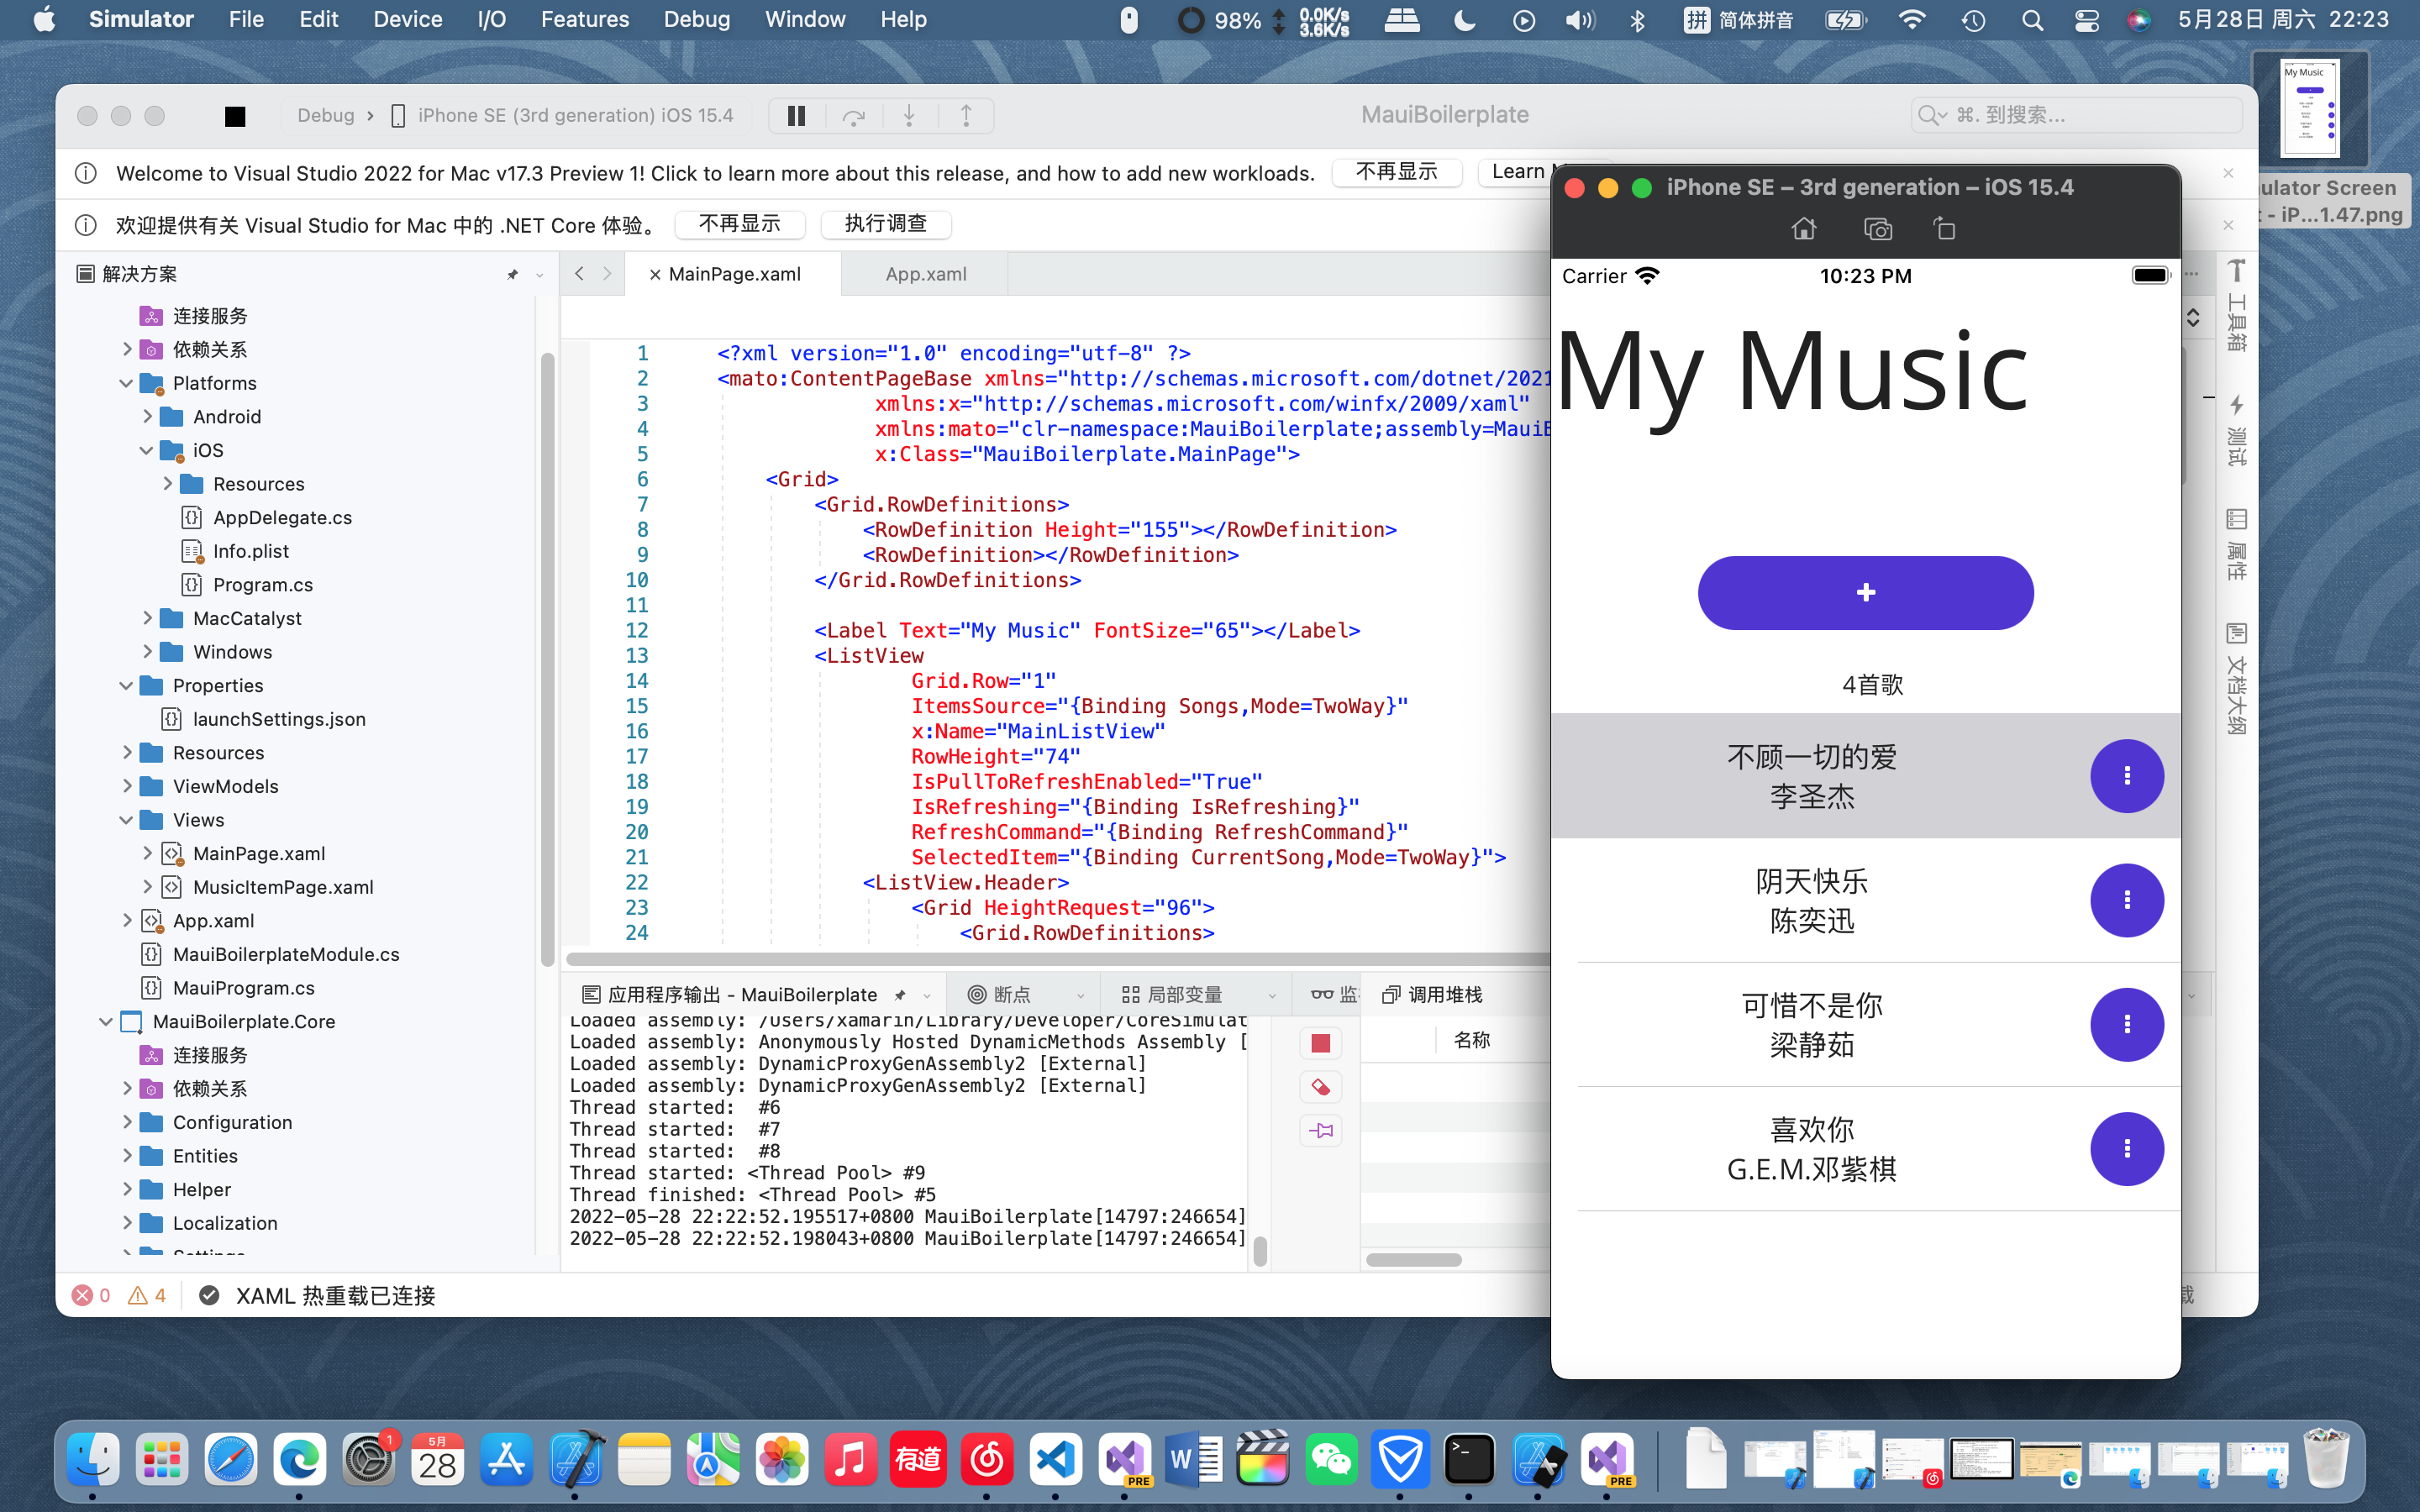 Simulator File Edit Device I/O Features Debug Window Help 98% 0.0K/s 3.6K/s 拼 简体拼音 5月28日 周六 22:23
My Music
ulator Screen
- iP...1.47.png
Debug › iPhone SE (3rd generation) iOS 15.4
MauiBoilerplate
⌘. 到搜索...
Welcome to Visual Studio 2022 for Mac v17.3 Preview 1! Click to learn more about this release, and how to add new workloads.
不再显示
Learn
欢迎提供有关 Visual Studio for Mac 中的 .NET Core 体验。
不再显示
执行调查
解决方案
连接服务
依赖关系
Platforms
Android
iOS
Resources
AppDelegate.cs
Info.plist
Program.cs
MacCatalyst
Windows
Properties
launchSettings.json
Resources
ViewModels
Views
MainPage.xaml
MusicItemPage.xaml
App.xaml
MauiBoilerplateModule.cs
MauiProgram.cs
MauiBoilerplate.Core
连接服务
依赖关系
Configuration
Entities
Helper
Localization
Settings
MainPage.xaml
App.xaml
1 <?xml version="1.0" encoding="utf-8" ?>
2 <mato:ContentPageBase xmlns="http://schemas.microsoft.com/dotnet/2021
3 xmlns:x="http://schemas.microsoft.com/winfx/2009/xaml"
4 xmlns:mato="clr-namespace:MauiBoilerplate;assembly=MauiB
5 x:Class="MauiBoilerplate.MainPage">
6 <Grid>
7 <Grid.RowDefinitions>
8 <RowDefinition Height="155"></RowDefinition>
9 <RowDefinition></RowDefinition>
10 </Grid.RowDefinitions>
11
12 <Label Text="My Music" FontSize="65"></Label>
13 <ListView
14 Grid.Row="1"
15 ItemsSource="{Binding Songs,Mode=TwoWay}"
16 x:Name="MainListView"
17 RowHeight="74"
18 IsPullToRefreshEnabled="True"
19 IsRefreshing="{Binding IsRefreshing}"
20 RefreshCommand="{Binding RefreshCommand}"
21 SelectedItem="{Binding CurrentSong,Mode=TwoWay}">
22 <ListView.Header>
23 <Grid HeightRequest="96">
24 <Grid.RowDefinitions>
应用程序输出 - MauiBoilerplate
断点
局部变量
监
调用堆栈
名称
Loaded assembly: /Users/xamarin/Library/Developer/CoreSimulat
Loaded assembly: Anonymously Hosted DynamicMethods Assembly [
Loaded assembly: DynamicProxyGenAssembly2 [External]
Loaded assembly: DynamicProxyGenAssembly2 [External]
Thread started: #6
Thread started: #7
Thread started: #8
Thread started: <Thread Pool> #9
Thread finished: <Thread Pool> #5
2022-05-28 22:22:52.195517+0800 MauiBoilerplate[14797:246654]
2022-05-28 22:22:52.198043+0800 MauiBoilerplate[14797:246654]
0 4 XAML 热重载已连接
工具箱
测试
属性
文档大纲
iPhone SE – 3rd generation – iOS 15.4
Carrier 10:23 PM
My Music
+
4首歌
不顾一切的爱
李圣杰
阴天快乐
陈奕迅
可惜不是你
梁静茹
喜欢你
G.E.M.邓紫棋
1
5月
28
有道
PRE
W
>_
PRE